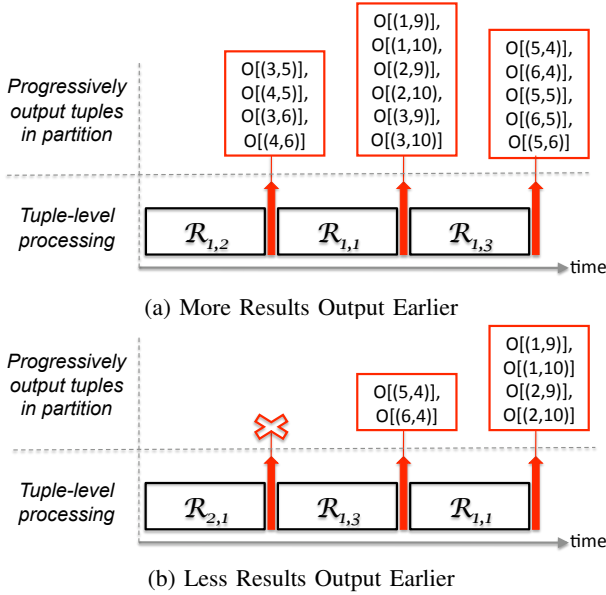 Progressively
output tuples
in partition
O[(3,5)],
O[(4,5)],
O[(3,6)],
O[(4,6)]
O[(1,9)],
O[(1,10),
O[(2,9)],
O[(2,10),
O[(3,9)],
O[(3,10)]
O[(5,4)],
O[(6,4)],
O[(5,5)],
O[(6,5)],
O[(5,6)]
Tuple-level
processing
R1,2
R1,1
R1,3
time
(a) More Results Output Earlier
Progressively
output tuples
in partition
O[(5,4)],
O[(6,4)]
O[(1,9)],
O[(1,10)]
O[(2,9)],
O[(2,10)]
Tuple-level
processing
R2,1
R1,3
R1,1
time
(b) Less Results Output Earlier